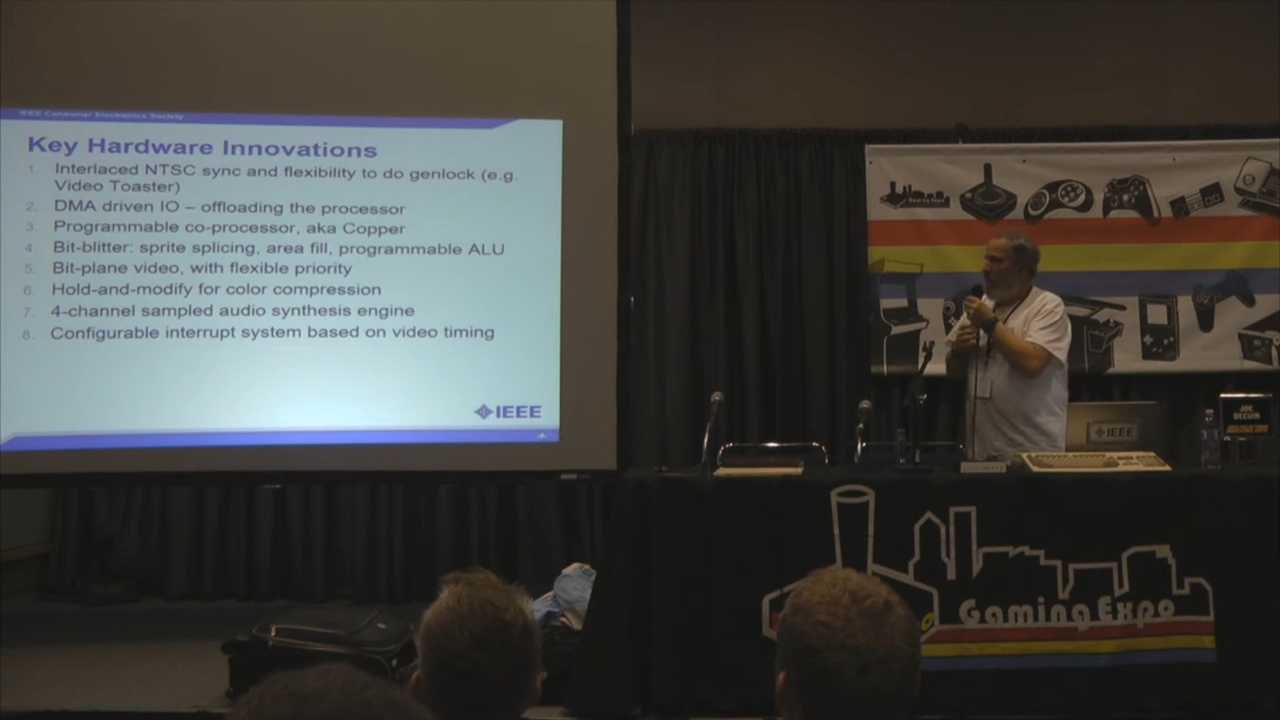 IEEE Consumer Electronics Society
Key Hardware Innovations
1. Interlaced NTSC sync and flexibility to do genlock (e.g.
Video Toaster)
2. DMA driven IO – offloading the processor
3. Programmable co-processor, aka Copper
4. Bit-blitter: sprite splicing, area fill, programmable ALU
5. Bit-plane video, with flexible priority
6. Hold-and-modify for color compression
7. 4-channel sampled audio synthesis engine
8. Configurable interrupt system based on video timing
IEEE
Gaming Expo
IEEE
JOE
DECUIR
Gaming Expo